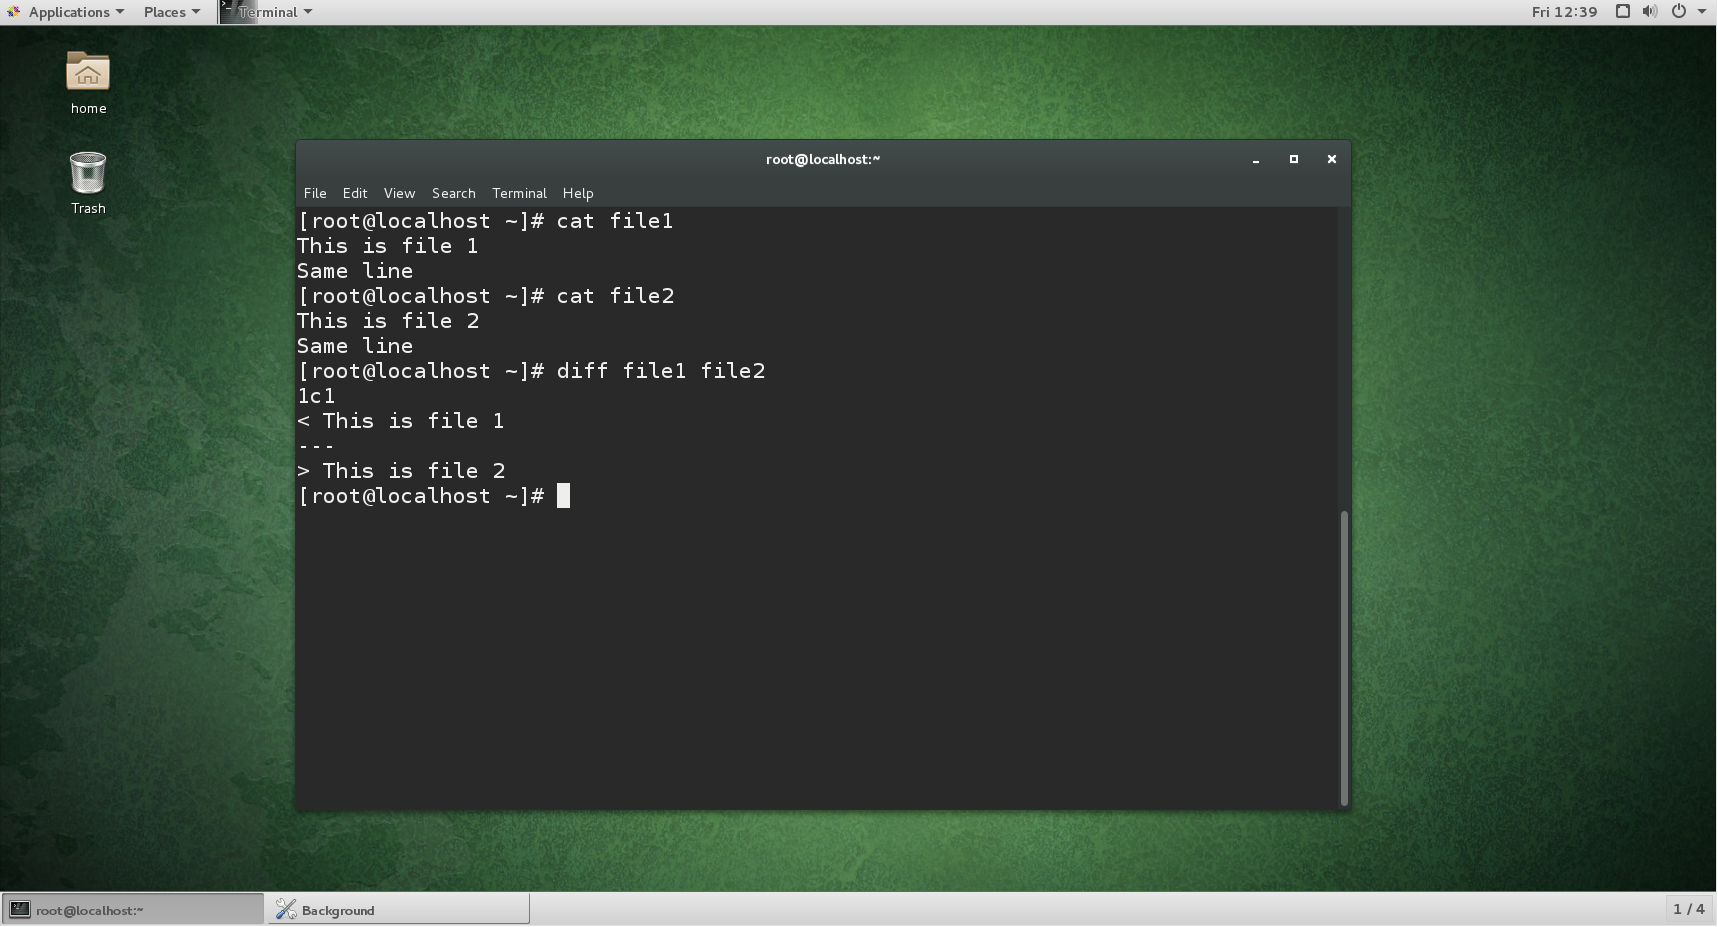 Applications Places Terminal Fri 12:39
home
Trash
root@localhost:~
File Edit View Search Terminal Help
[root@localhost ~]# cat file1
This is file 1
Same line
[root@localhost ~]# cat file2
This is file 2
Same line
[root@localhost ~]# diff file1 file2
1c1
< This is file 1
---
> This is file 2
[root@localhost ~]#
root@localhost:~ Background 1 / 4